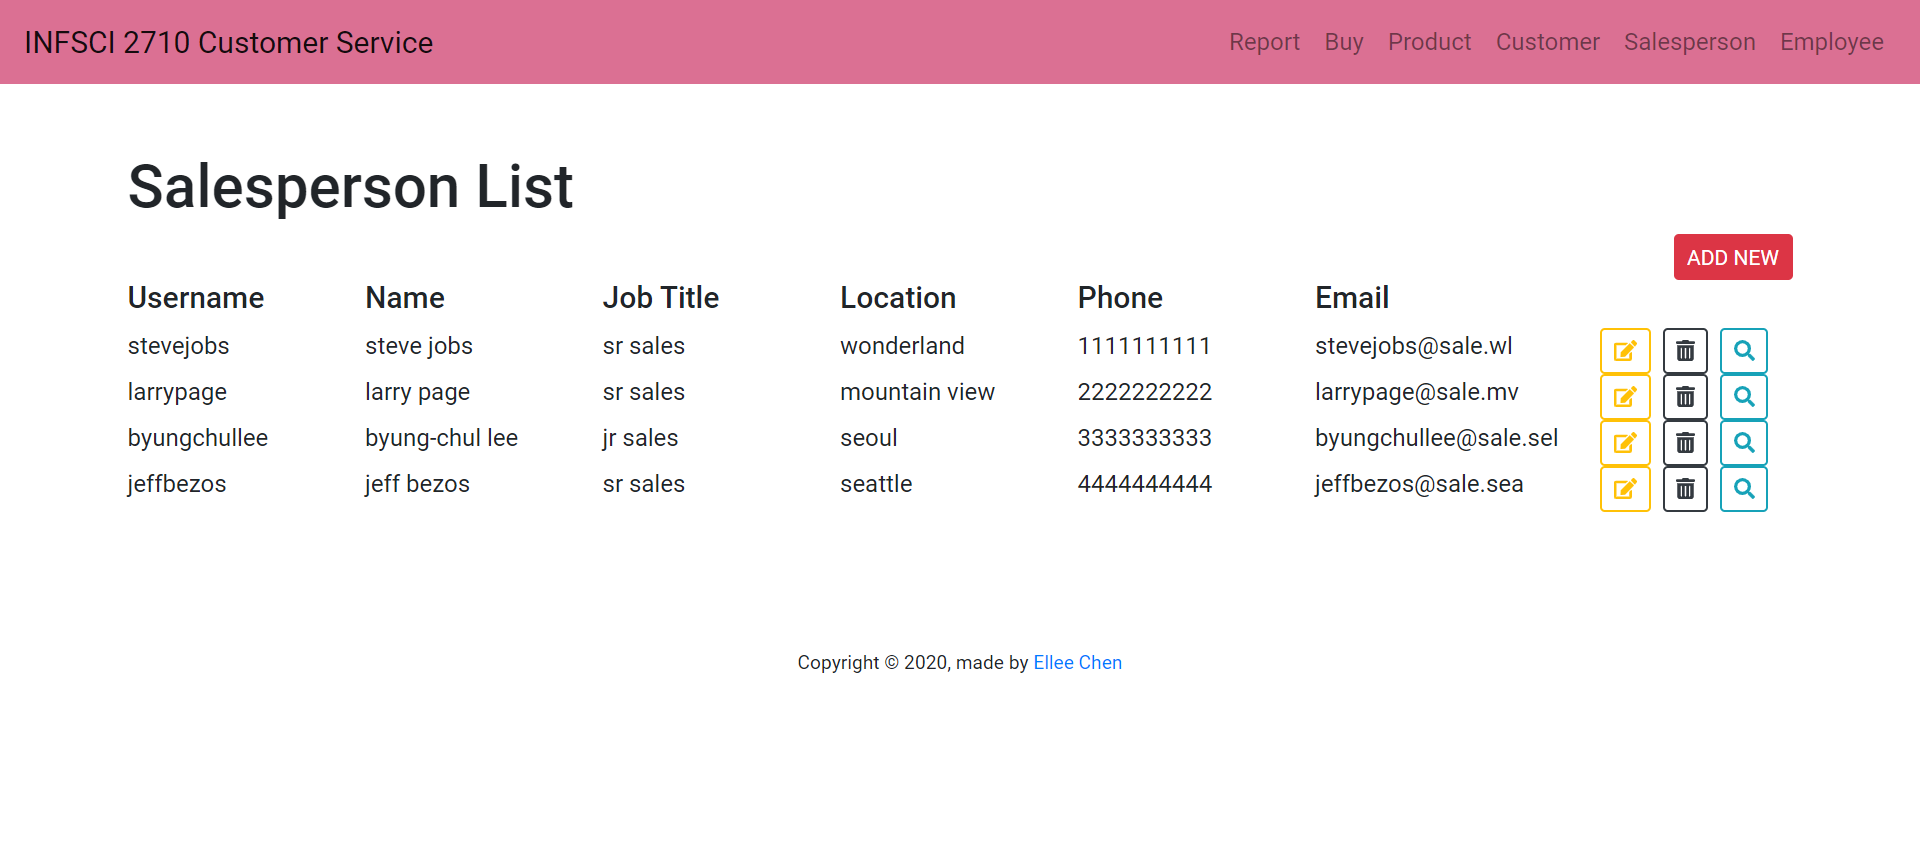 INFSCI 2710 Customer Service Report Buy Product Customer Salesperson Employee
Salesperson List
ADD NEW
Username Name Job Title Location Phone Email
stevejobs steve jobs sr sales wonderland 1111111111 stevejobs@sale.wl
larrypage larry page sr sales mountain view 2222222222 larrypage@sale.mv
byungchullee byung-chul lee jr sales seoul 3333333333 byungchullee@sale.sel
jeffbezos jeff bezos sr sales seattle 4444444444 jeffbezos@sale.sea
Copyright © 2020, made by Ellee Chen